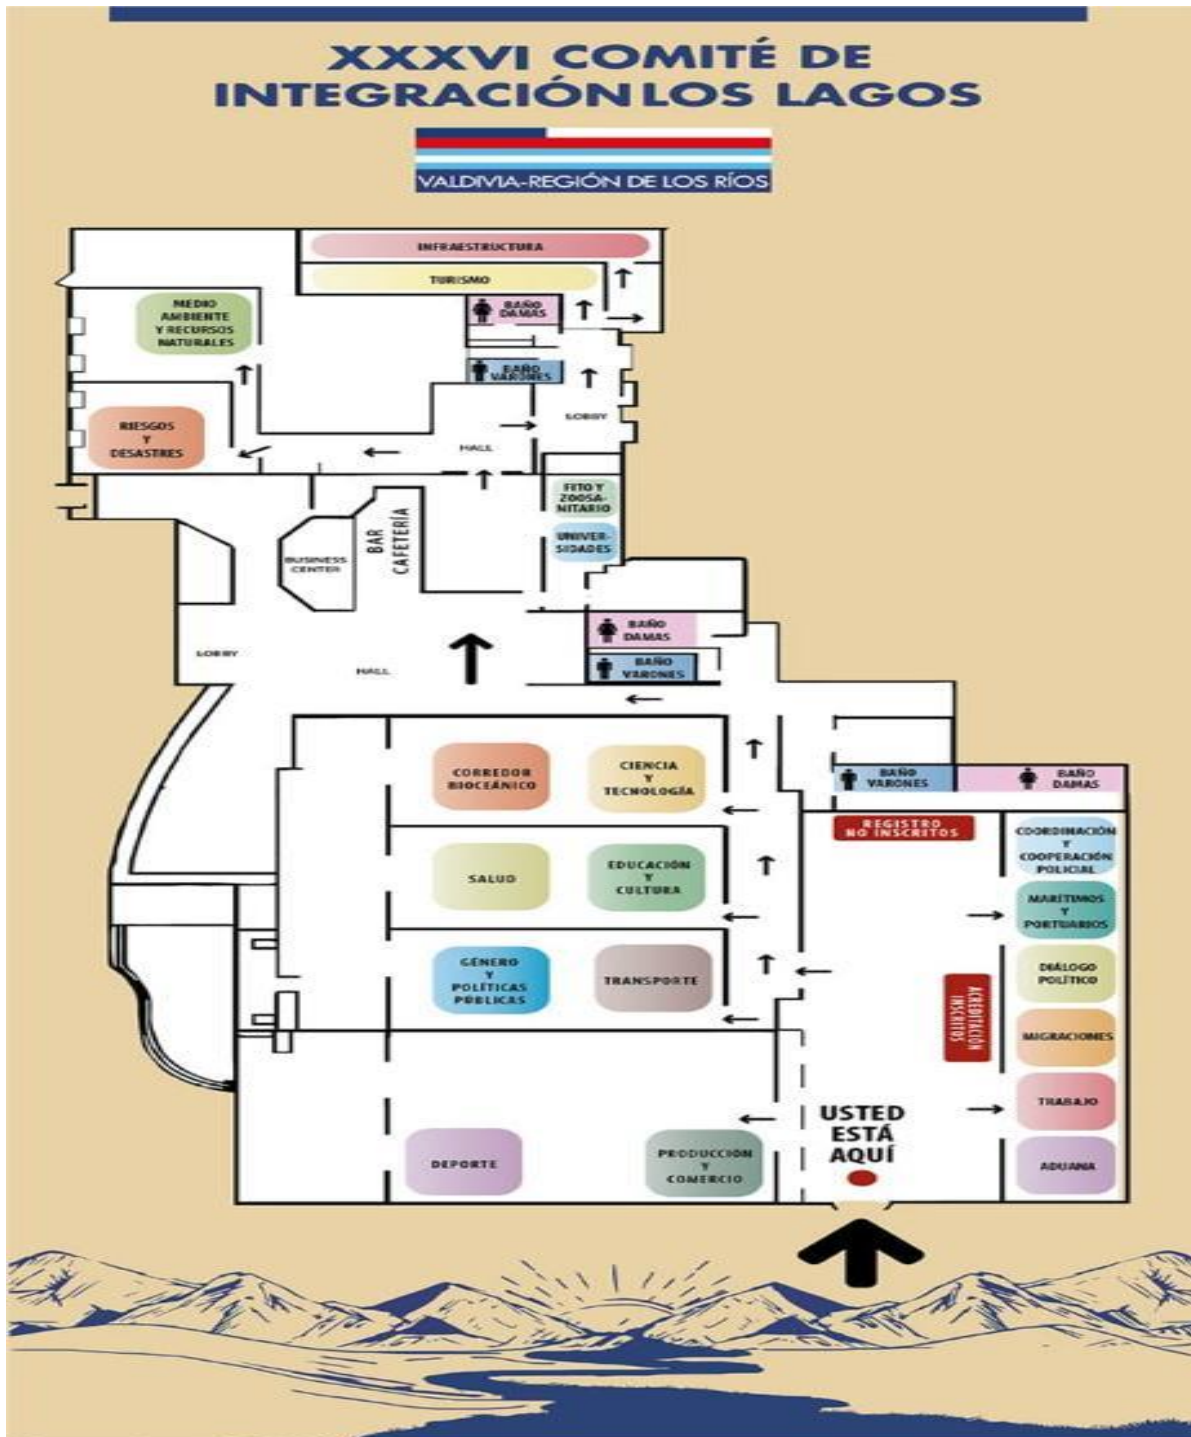 XXXVI COMITÉ DE
INTEGRACIÓN LOS LAGOS
VALDIVIA-REGIÓN DE LOS RÍOS
INFRAESTRUCTURA
TURISMO
MEDIO
AMBIENTE
Y RECURSOS
NATURALES
BAÑO
DAMAS
BAÑO
VARONES
LOBBY
RIESGOS
Y
DESASTRES
HALL
FITO Y
ZOOSA-
NITARIO
UNIVER-
SIDADES
BUSINESS
CENTER
BAR
CAFETERÍA
BAÑO
DAMAS
BAÑO
VARONES
LOBBY
HALL
CORREDOR
BIOCEÁNICO
CIENCIA
Y
TECNOLOGÍA
BAÑO
VARONES
BAÑO
DAMAS
REGISTRO
NO INSCRITOS
COORDINACIÓN
Y
COOPERACIÓN
POLICIAL
SALUD
EDUCACIÓN
Y
CULTURA
MARÍTIMOS
Y
PORTUARIOS
GÉNERO
Y
POLÍTICAS
PÚBLICAS
TRANSPORTE
DIÁLOGO
POLÍTICO
ACREDITACIÓN
INSCRITOS
MIGRACIONES
TRABAJO
USTED
ESTÁ
AQUÍ
DEPORTE
PRODUCCIÓN
Y
COMERCIO
ADUANA